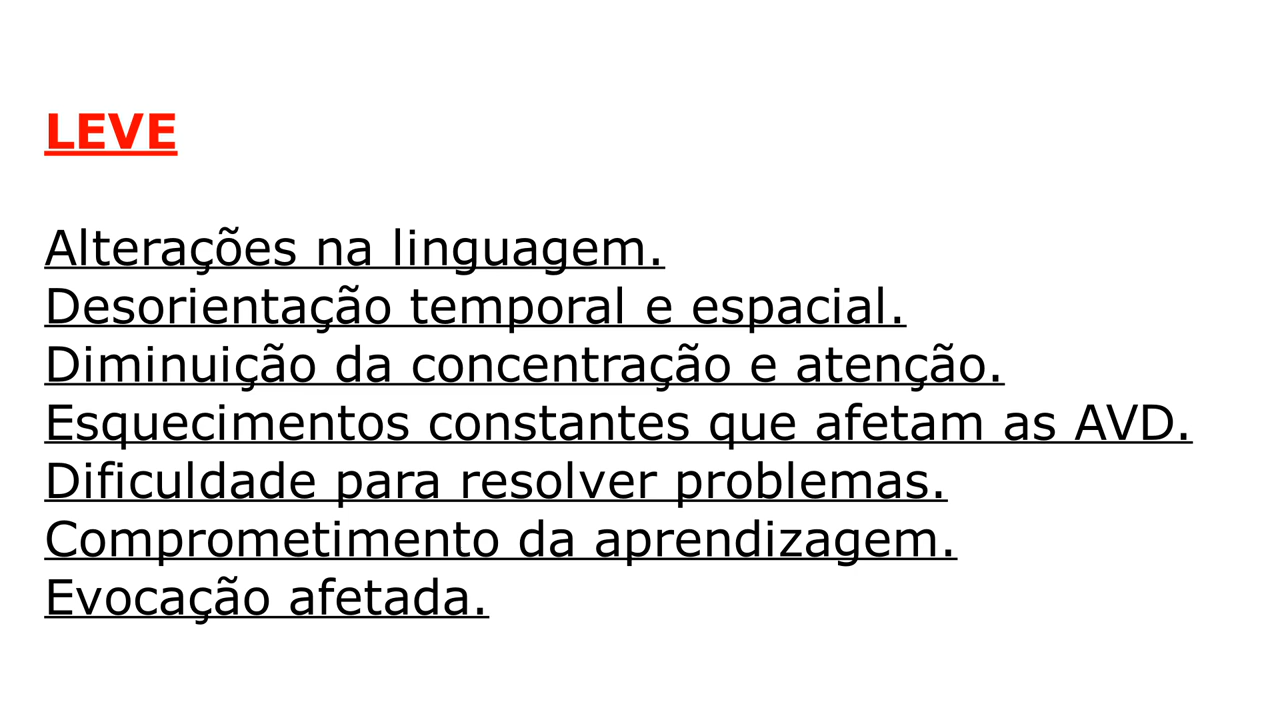 LEVE
Alterações na linguagem.
Desorientação temporal e espacial.
Diminuição da concentração e atenção.
Esquecimentos constantes que afetam as AVD.
Dificuldade para resolver problemas.
Comprometimento da aprendizagem.
Evocação afetada.